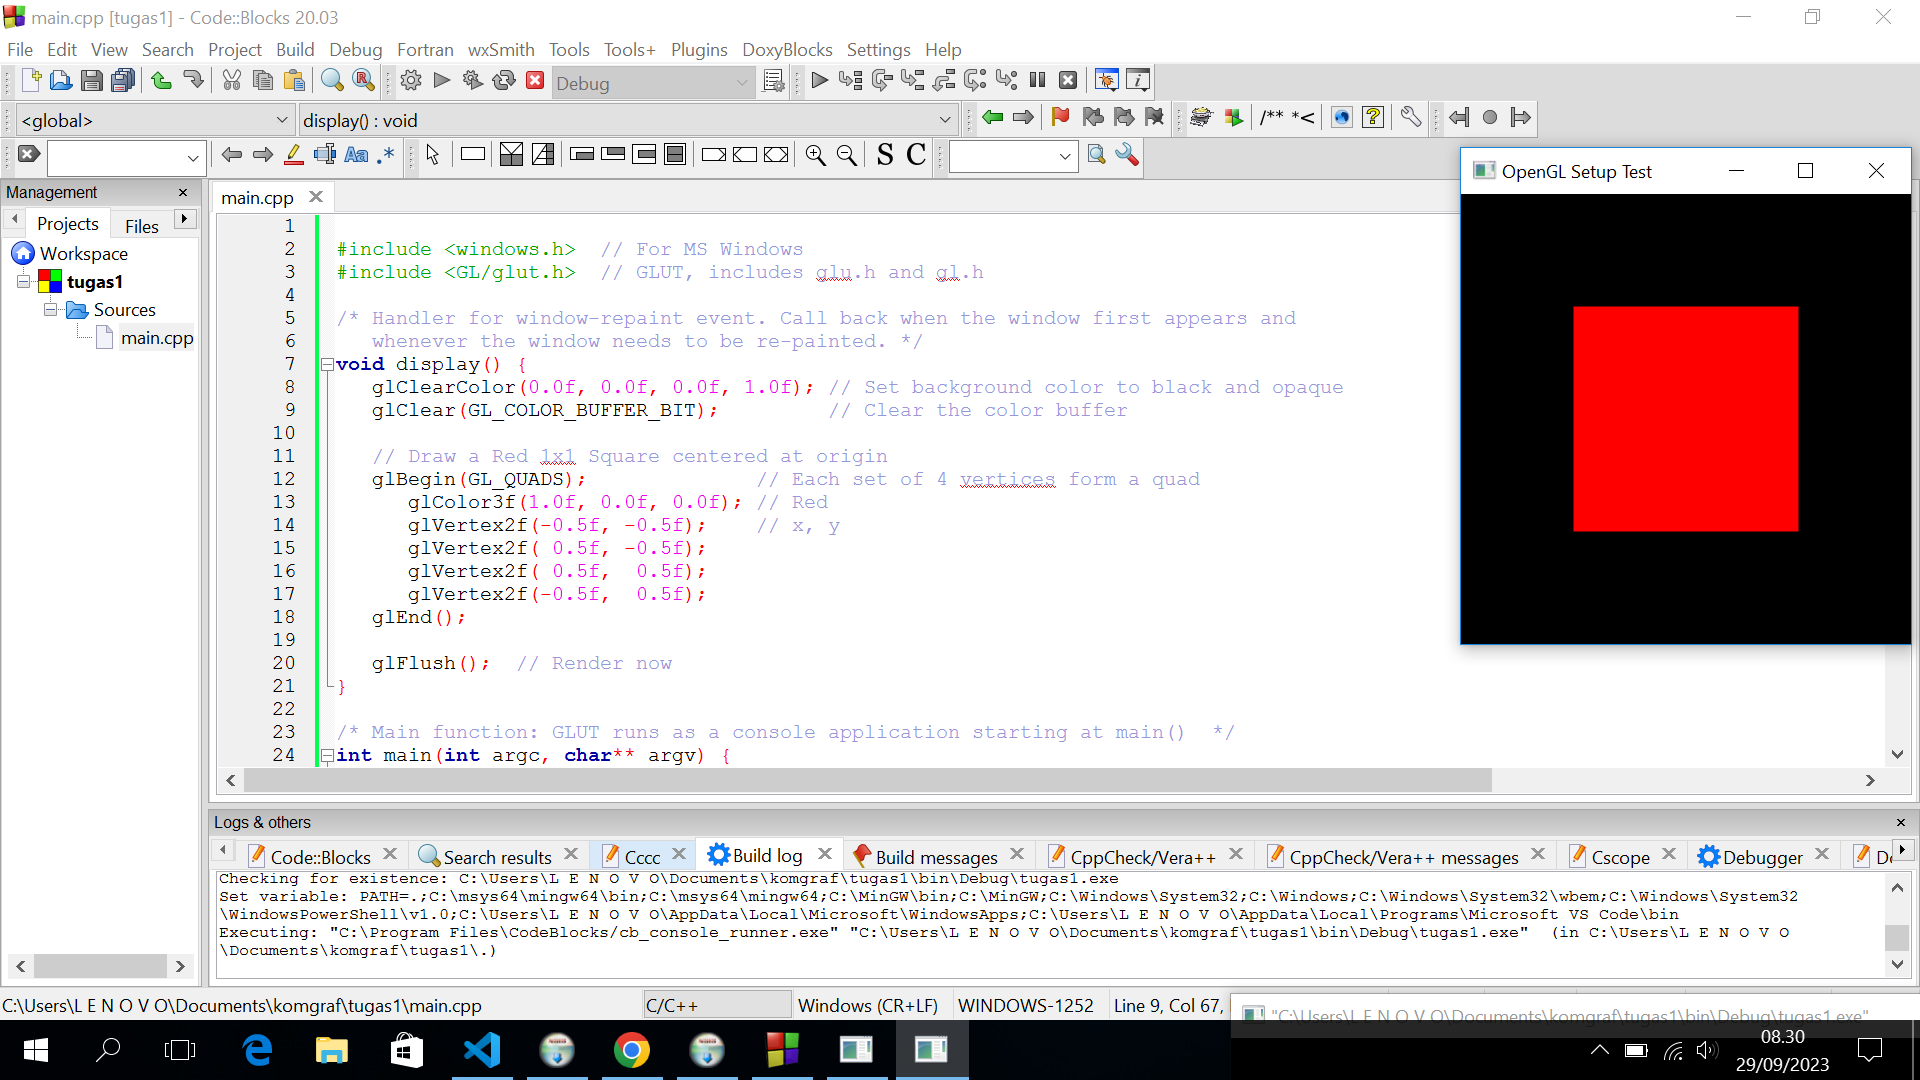 main.cpp [tugas1] - Code::Blocks 20.03
File Edit View Search Project Build Debug Fortran wxSmith Tools Tools+ Plugins DoxyBlocks Settings Help
Debug
<global>
display() : void
/** *<
Aa .*
S C
Management
Projects Files
Workspace
tugas1
Sources
main.cpp
main.cpp
1
2 #include <windows.h>  // For MS Windows
3 #include <GL/glut.h>  // GLUT, includes glu.h and gl.h
4
5 /* Handler for window-repaint event. Call back when the window first appears and
6    whenever the window needs to be re-painted. */
7 void display() {
8    glClearColor(0.0f, 0.0f, 0.0f, 1.0f); // Set background color to black and opaque
9    glClear(GL_COLOR_BUFFER_BIT);         // Clear the color buffer
10
11    // Draw a Red 1x1 Square centered at origin
12    glBegin(GL_QUADS);              // Each set of 4 vertices form a quad
13       glColor3f(1.0f, 0.0f, 0.0f); // Red
14       glVertex2f(-0.5f, -0.5f);    // x, y
15       glVertex2f( 0.5f, -0.5f);
16       glVertex2f( 0.5f,  0.5f);
17       glVertex2f(-0.5f,  0.5f);
18    glEnd();
19
20    glFlush();  // Render now
21 }
22
23 /* Main function: GLUT runs as a console application starting at main()  */
24 int main(int argc, char** argv) {
OpenGL Setup Test
Logs & others
Code::Blocks Search results Cccc Build log Build messages CppCheck/Vera++ CppCheck/Vera++ messages Cscope Debugger
Checking for existence: C:\Users\L E N O V O\Documents\komgraf\tugas1\bin\Debug\tugas1.exe
Set variable: PATH=.;C:\msys64\mingw64\bin;C:\msys64\mingw64;C:\MinGW\bin;C:\MinGW;C:\Windows\System32;C:\Windows;C:\Windows\System32\wbem;C:\Windows\System32
\WindowsPowerShell\v1.0;C:\Users\L E N O V O\AppData\Local\Microsoft\WindowsApps;C:\Users\L E N O V O\AppData\Local\Programs\Microsoft VS Code\bin
Executing: "C:\Program Files\CodeBlocks/cb_console_runner.exe" "C:\Users\L E N O V O\Documents\komgraf\tugas1\bin\Debug\tugas1.exe"  (in C:\Users\L E N O V O
\Documents\komgraf\tugas1\.)
C:\Users\L E N O V O\Documents\komgraf\tugas1\main.cpp C/C++ Windows (CR+LF) WINDOWS-1252 Line 9, Col 67,
"C:\Users\L E N O V O\Documents\komgraf\tugas1\bin\Debug\tugas1.exe"
08.30
29/09/2023